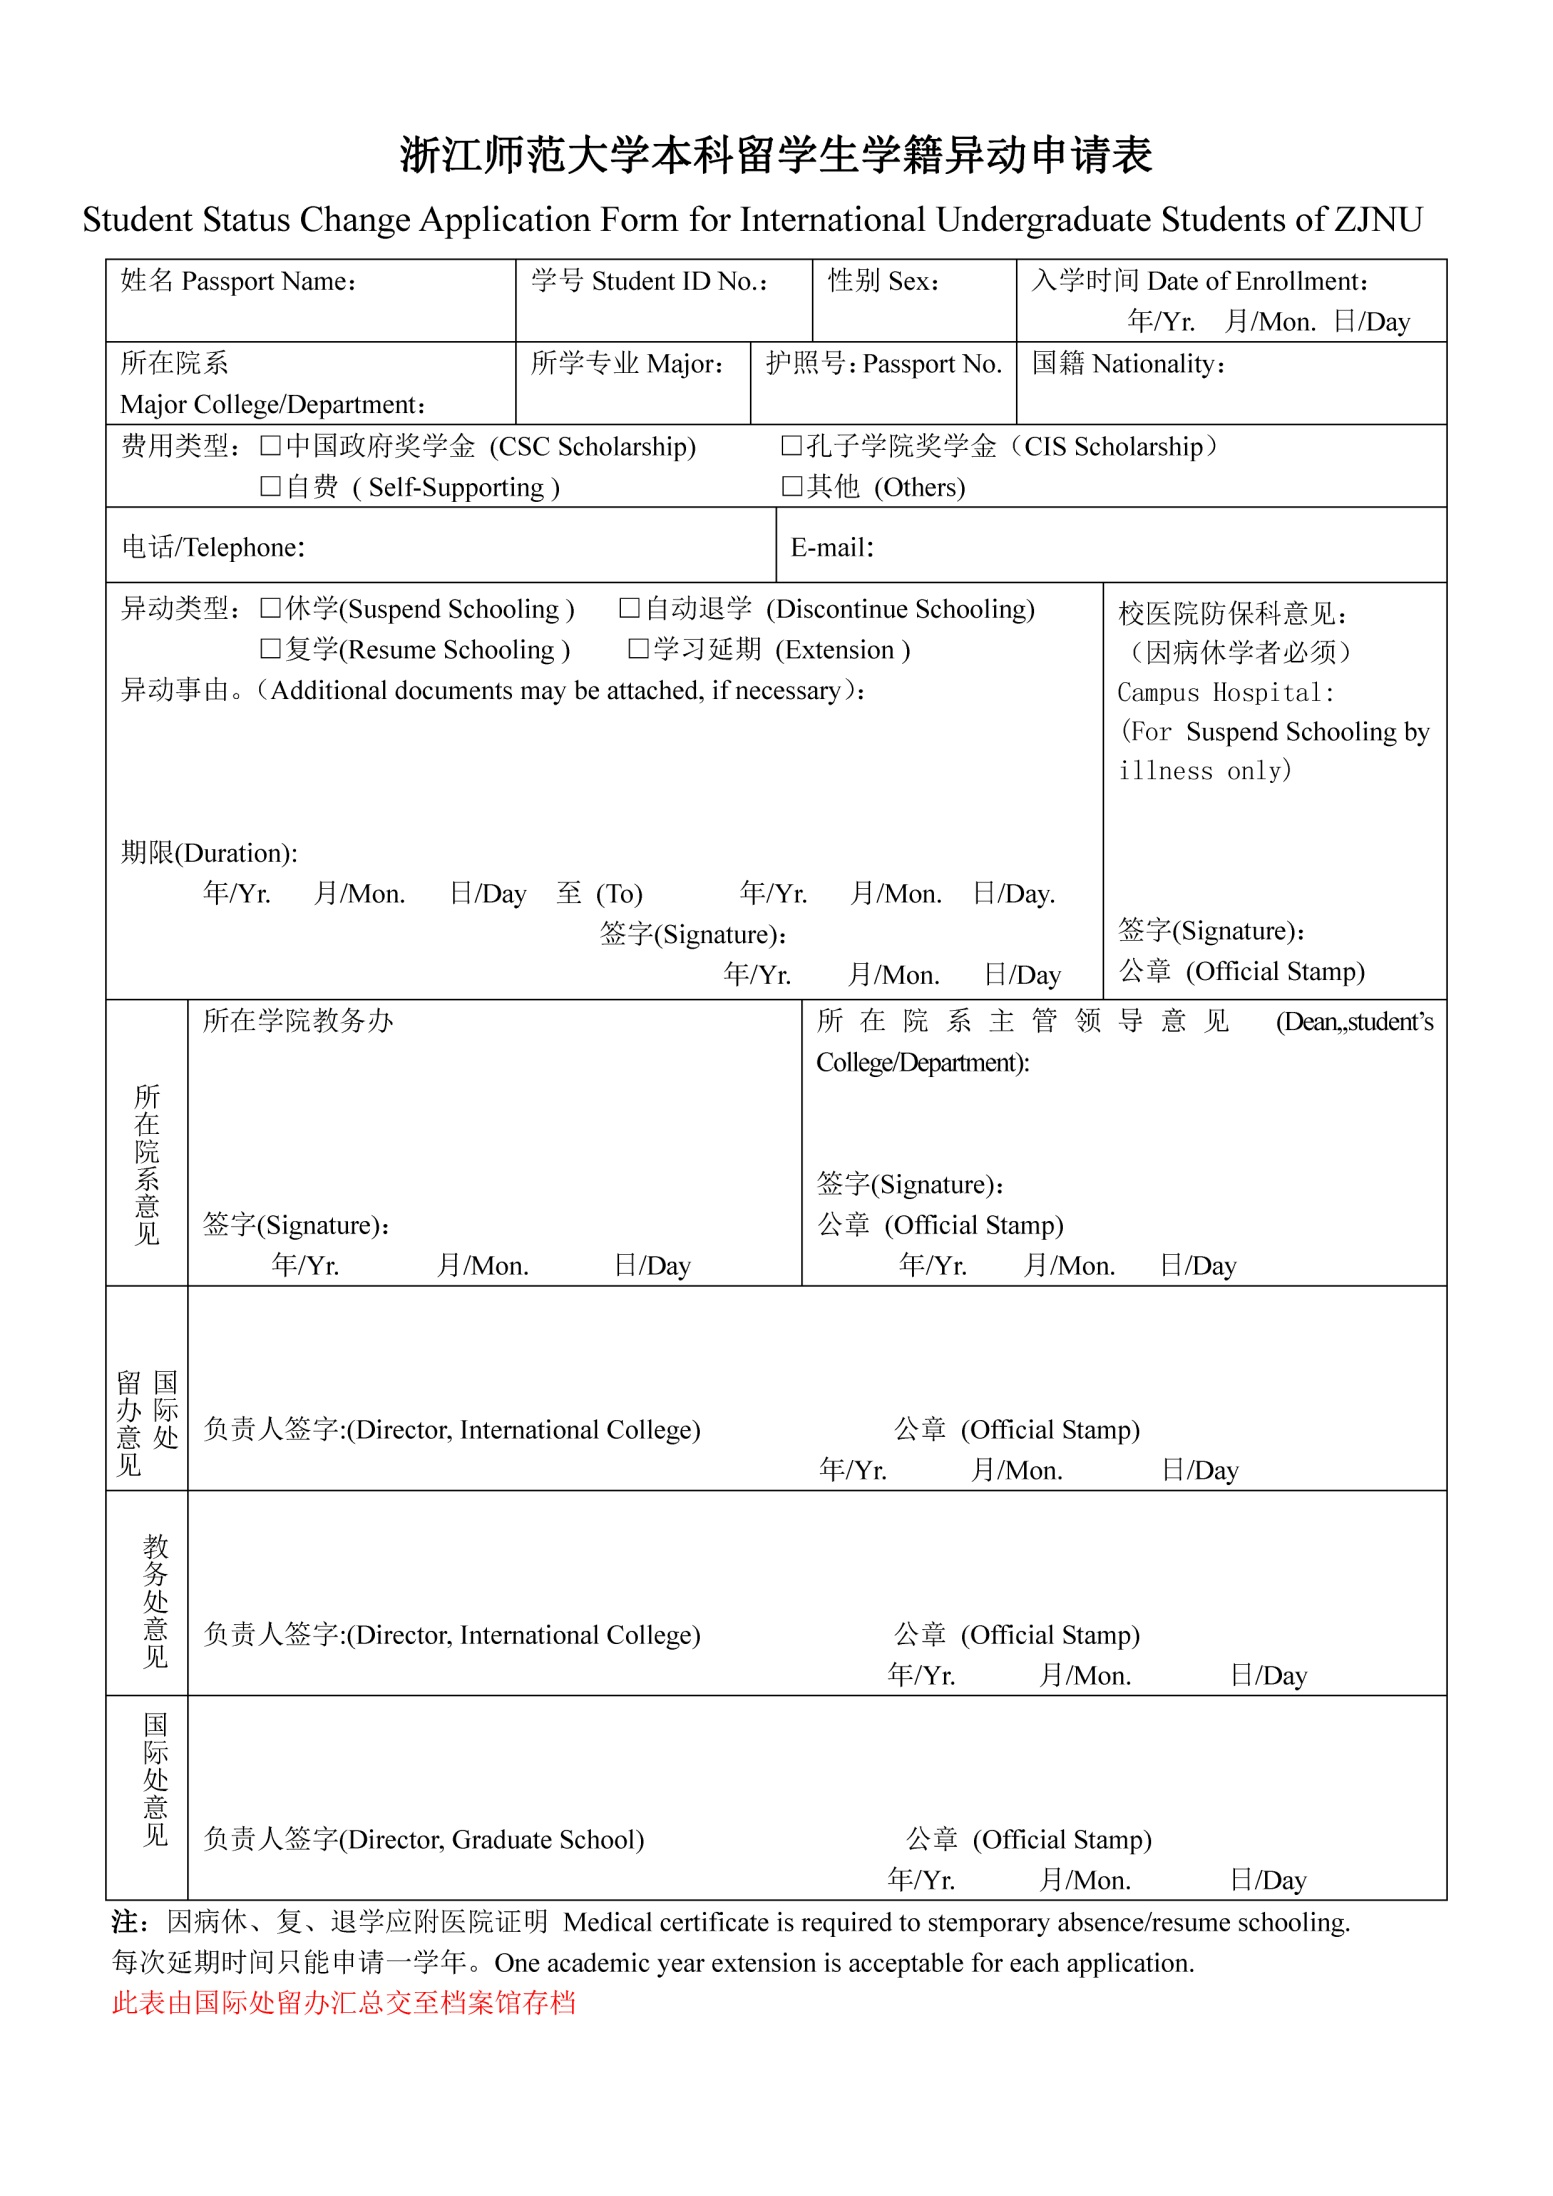 浙江师范大学本科留学生学籍异动申请表
Student Status Change Application Form for International Undergraduate Students of ZJNU
姓名 Passport Name：
学号 Student ID No.：
性别 Sex：
入学时间 Date of Enrollment：
年/Yr. 月/Mon. 日/Day
所在院系
Major College/Department：
所学专业 Major：
护照号：Passport No.
国籍 Nationality：
费用类型：□中国政府奖学金 (CSC Scholarship) □孔子学院奖学金（CIS Scholarship）
□自费 ( Self-Supporting ) □其他 (Others)
电话/Telephone：
E-mail：
异动类型：□休学(Suspend Schooling ) □自动退学 (Discontinue Schooling)
□复学(Resume Schooling ) □学习延期 (Extension )
异动事由。（Additional documents may be attached, if necessary）：
期限(Duration):
年/Yr. 月/Mon. 日/Day 至 (To) 年/Yr. 月/Mon. 日/Day.
签字(Signature)：
年/Yr. 月/Mon. 日/Day
校医院防保科意见：
（因病休学者必须）
Campus Hospital:
(For Suspend Schooling by
illness only)
签字(Signature)：
公章 (Official Stamp)
所在院系意见
所在学院教务办
签字(Signature)：
年/Yr. 月/Mon. 日/Day
所在院系主管领导意见 (Dean,,student’s
College/Department):
签字(Signature)：
公章 (Official Stamp)
年/Yr. 月/Mon. 日/Day
国际处
留办意见
负责人签字:(Director, International College) 公章 (Official Stamp)
年/Yr. 月/Mon. 日/Day
教务处意见
负责人签字:(Director, International College) 公章 (Official Stamp)
年/Yr. 月/Mon. 日/Day
国际处意见
负责人签字(Director, Graduate School) 公章 (Official Stamp)
年/Yr. 月/Mon. 日/Day
注：因病休、复、退学应附医院证明 Medical certificate is required to stemporary absence/resume schooling.
每次延期时间只能申请一学年。One academic year extension is acceptable for each application.
此表由国际处留办汇总交至档案馆存档